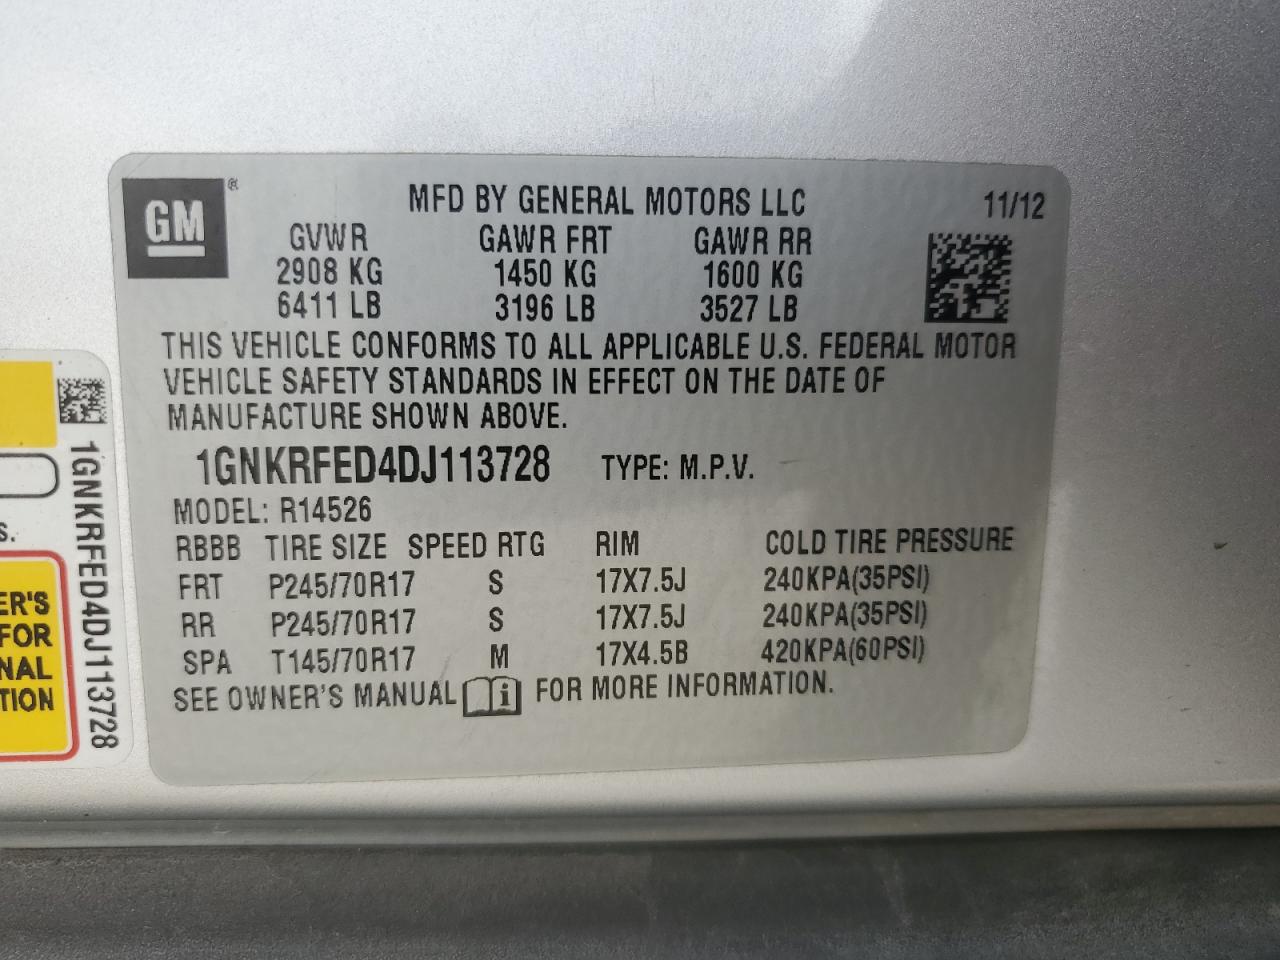 GM®
MFD BY GENERAL MOTORS LLC 11/12
GVWR GAWR FRT GAWR RR
2908 KG 1450 KG 1600 KG
6411 LB 3196 LB 3527 LB
THIS VEHICLE CONFORMS TO ALL APPLICABLE U.S. FEDERAL MOTOR
VEHICLE SAFETY STANDARDS IN EFFECT ON THE DATE OF
MANUFACTURE SHOWN ABOVE.
1GNKRFED4DJ113728 TYPE: M.P.V.
MODEL: R14526
RBBB TIRE SIZE SPEED RTG RIM COLD TIRE PRESSURE
FRT P245/70R17 S 17X7.5J 240KPA(35PSI)
RR P245/70R17 S 17X7.5J 240KPA(35PSI)
SPA T145/70R17 M 17X4.5B 420KPA(60PSI)
SEE OWNER'S MANUAL i FOR MORE INFORMATION.
1GNKRFED4DJ113728
S.
ER'S
FOR
NAL
TION